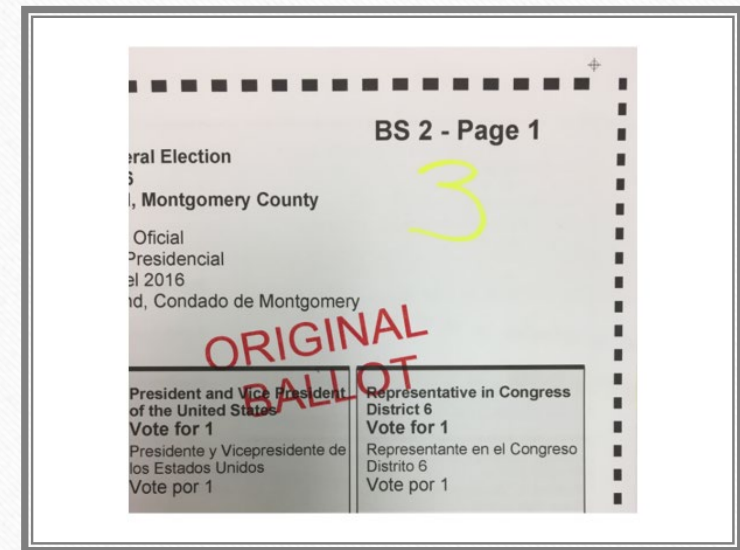 BS 2 - Page 1
3
eral Election
, Montgomery County
Oficial
Presidencial
el 2016
nd, Condado de Montgomery
ORIGINAL
BALLOT
President and Vice President
of the United States
Vote for 1
Presidente y Vicepresidente de
los Estados Unidos
Vote por 1
Representative in Congress
District 6
Vote for 1
Representante en el Congreso
Distrito 6
Vote por 1